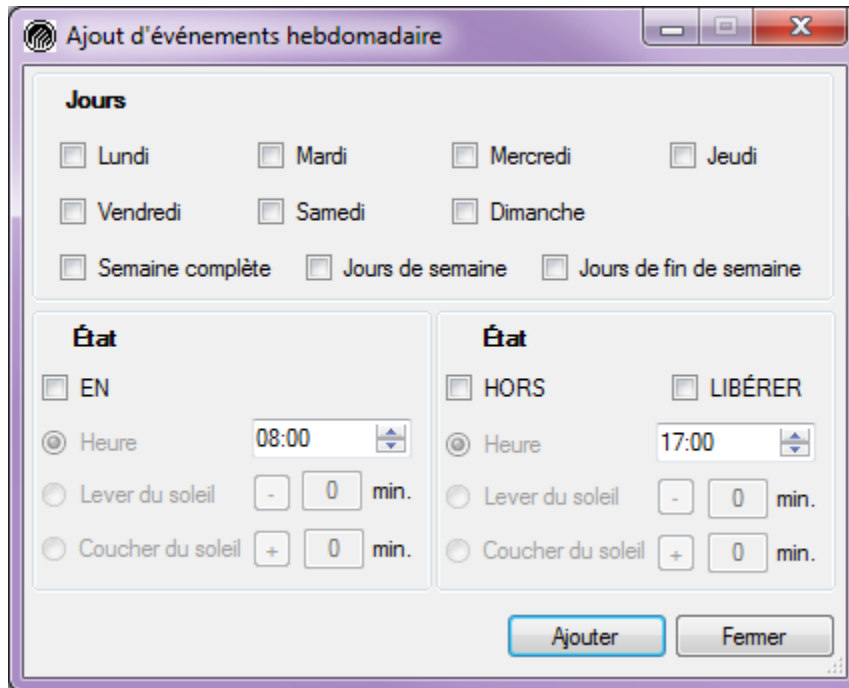 Ajout d'événements hebdomadaire
Jours
Lundi Mardi Mercredi Jeudi
Vendredi Samedi Dimanche
Semaine complète Jours de semaine Jours de fin de semaine
État
EN
Heure 08:00
Lever du soleil - 0 min.
Coucher du soleil + 0 min.
État
HORS LIBÉRER
Heure 17:00
Lever du soleil - 0 min.
Coucher du soleil + 0 min.
Ajouter Fermer